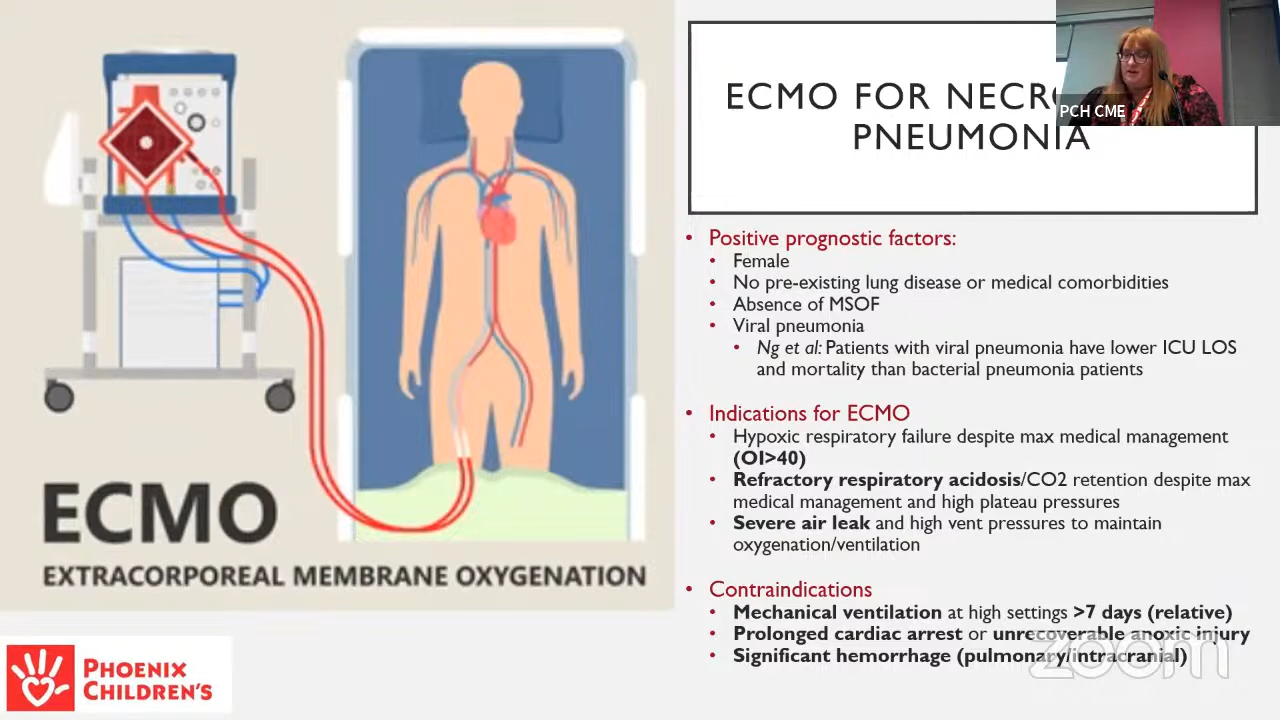 ECMO FOR NECRO
PNEUMONIA
PCH CME
• Positive prognostic factors:
• Female
• No pre-existing lung disease or medical comorbidities
• Absence of MSOF
• Viral pneumonia
• Ng et al: Patients with viral pneumonia have lower ICU LOS
and mortality than bacterial pneumonia patients
• Indications for ECMO
• Hypoxic respiratory failure despite max medical management
(OI>40)
• Refractory respiratory acidosis/CO2 retention despite max
medical management and high plateau pressures
• Severe air leak and high vent pressures to maintain
oxygenation/ventilation
• Contraindications
• Mechanical ventilation at high settings >7 days (relative)
• Prolonged cardiac arrest or unrecoverable anoxic injury
• Significant hemorrhage (pulmonary/intracranial)
zoom
ECMO
EXTRACORPOREAL MEMBRANE OXYGENATION
PHOENIX
CHILDREN'S